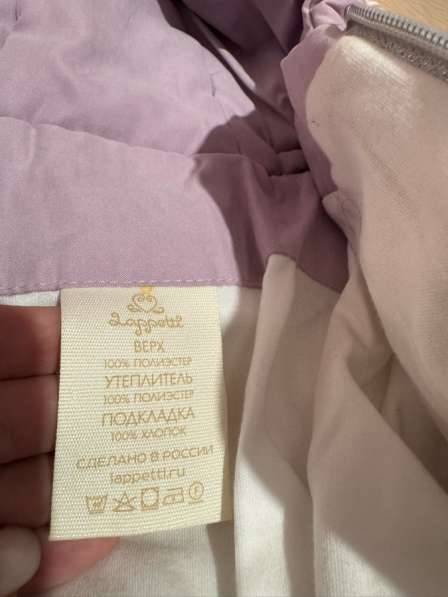 Lappetti
ВЕРХ
100% ПОЛИЭСТЕР
УТЕПЛИТЕЛЬ
100% ПОЛИЭСТЕР
ПОДКЛАДКА
100% ХЛОПОК
СДЕЛАНО В РОССИИ
lappetti.ru